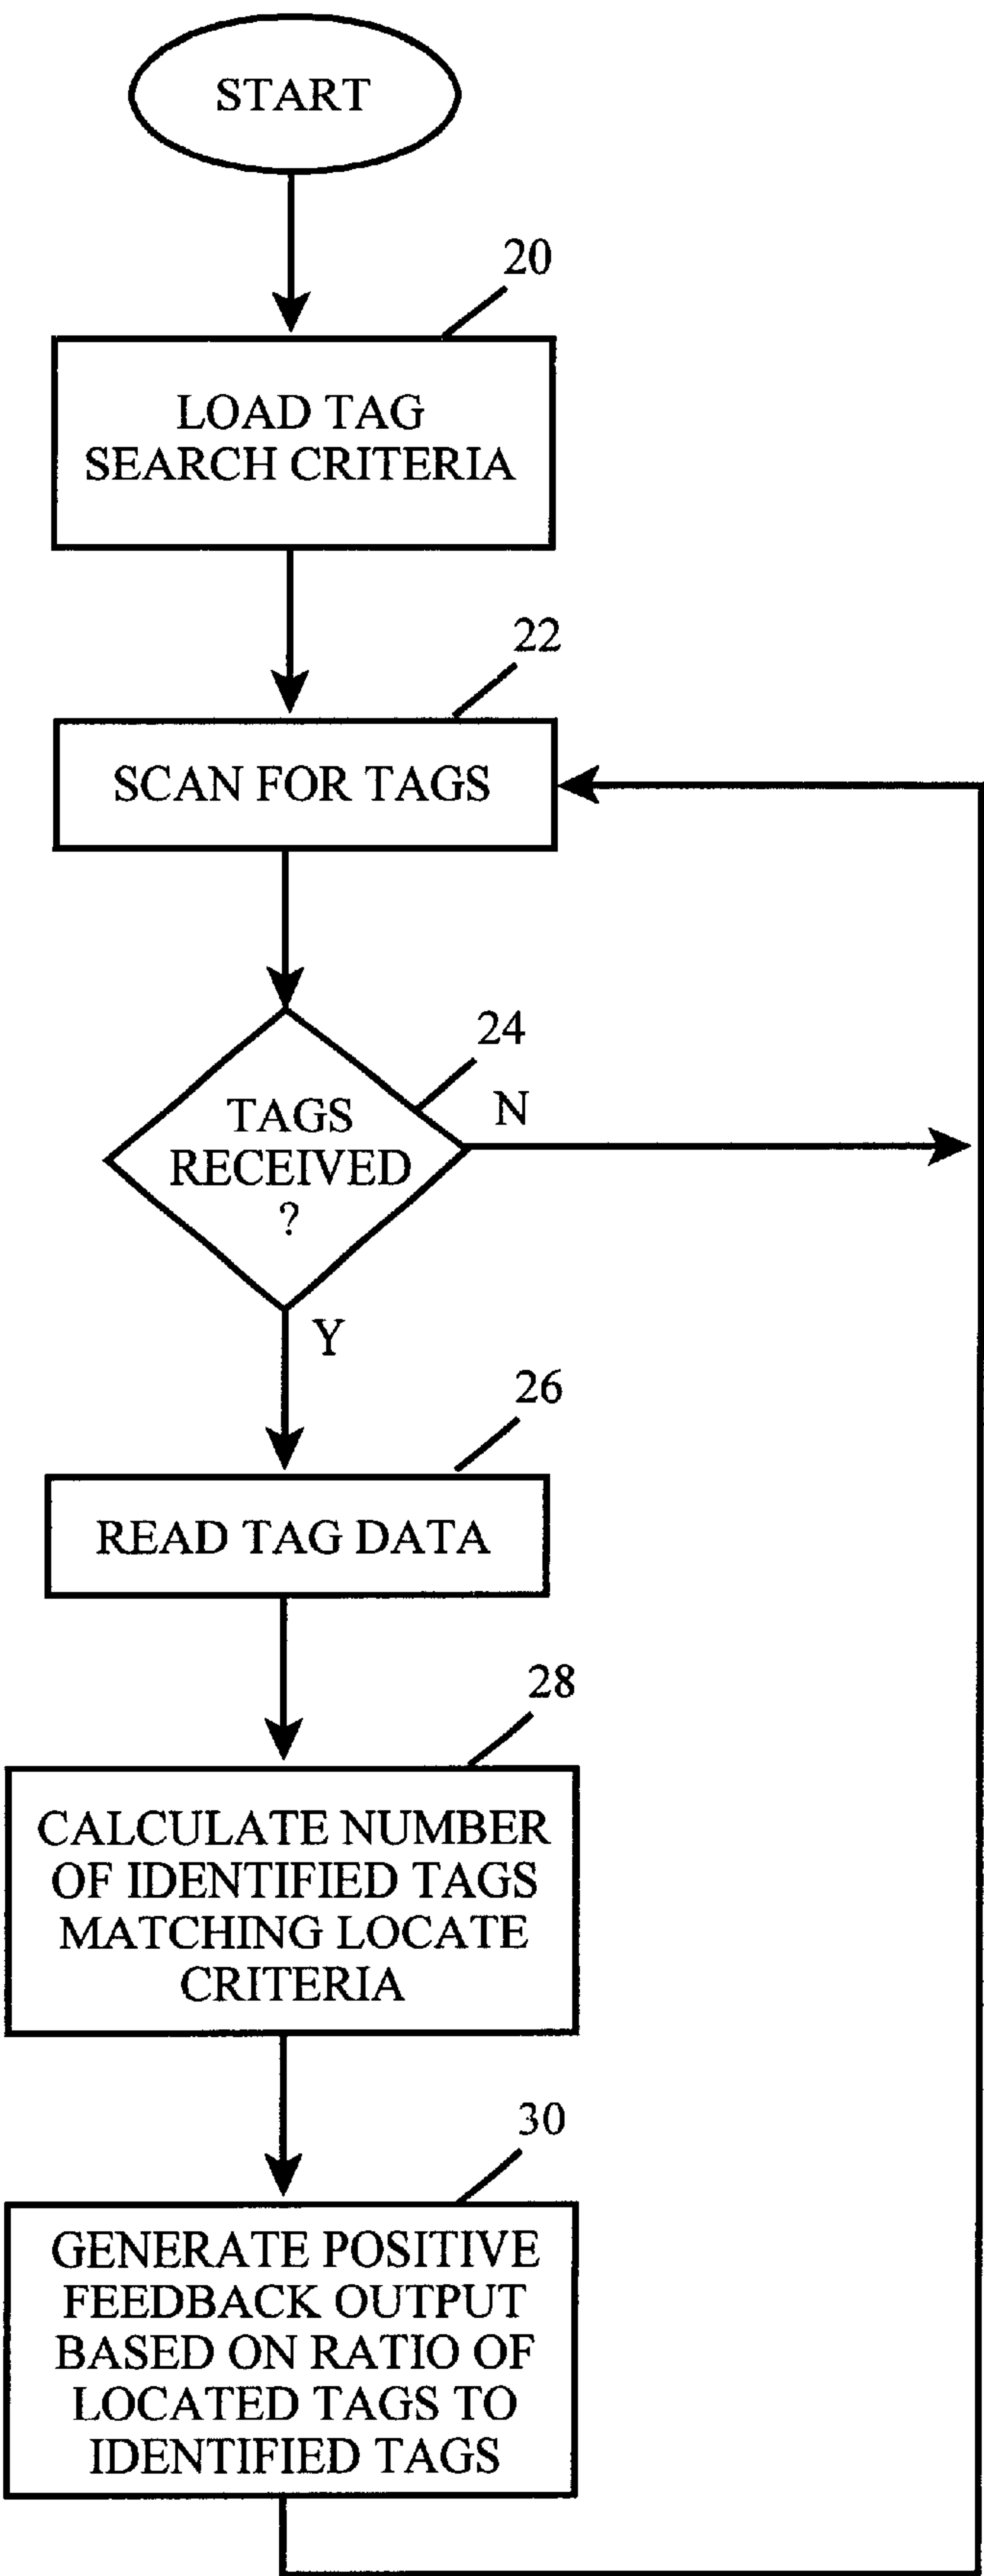 START
20
LOAD TAG
SEARCH CRITERIA
22
SCAN FOR TAGS
24
TAGS
RECEIVED
?
N
Y
26
READ TAG DATA
28
CALCULATE NUMBER
OF IDENTIFIED TAGS
MATCHING LOCATE
CRITERIA
30
GENERATE POSITIVE
FEEDBACK OUTPUT
BASED ON RATIO OF
LOCATED TAGS TO
IDENTIFIED TAGS